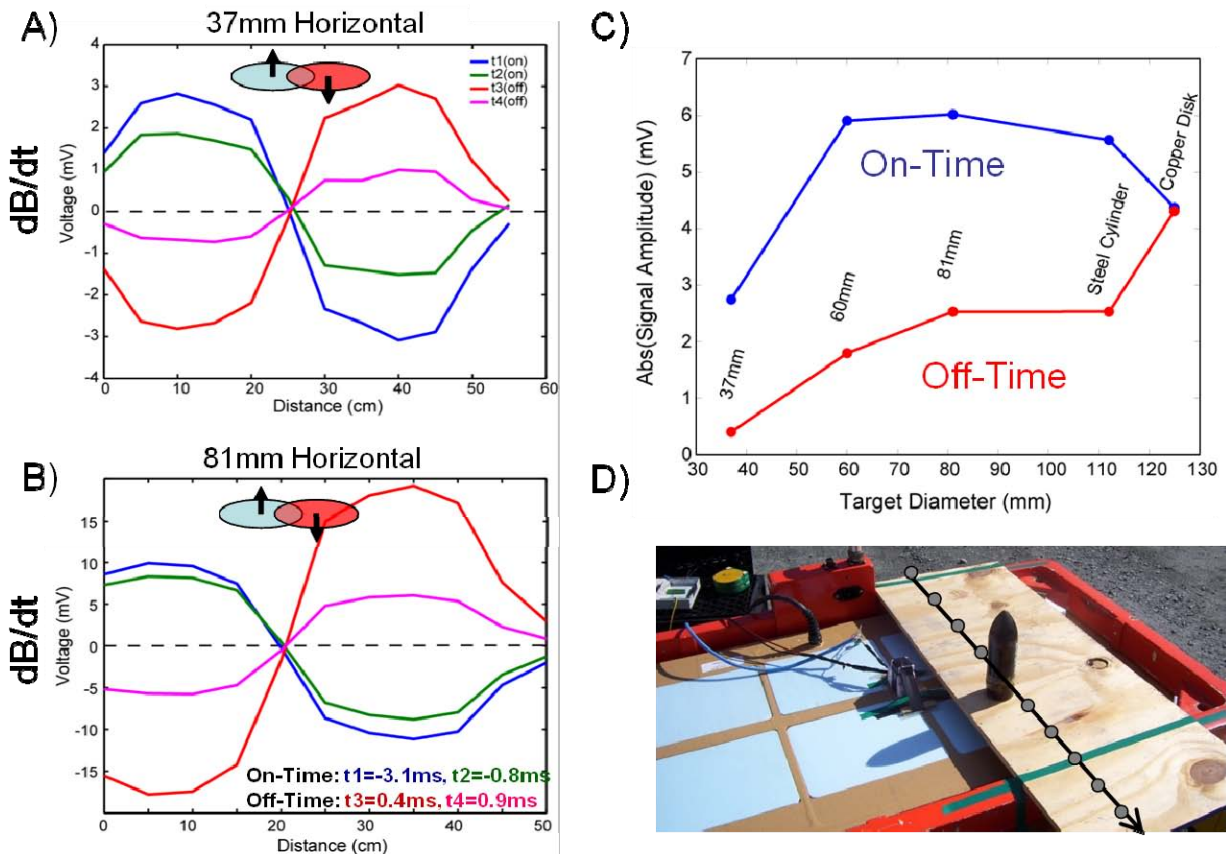 A)
37mm Horizontal
dB/dt
Voltage (mV)
4
3
2
1
0
−1
−2
−3
−4
t1(on)
t2(on)
t3(off)
t4(off)
0 10 20 30 40 50 60
Distance (cm)
B)
81mm Horizontal
dB/dt
Voltage (mV)
15
10
5
0
-5
-10
-15
On-Time: t1=-3.1ms, t2=-0.8ms
Off-Time: t3=0.4ms, t4=0.9ms
0 5 10 15 20 25 30 35 40 45 50
Distance (cm)
C)
Abs(Signal Amplitude) (mV)
7
6
5
4
3
2
1
0
On-Time
Off-Time
37mm
60mm
81mm
Steel Cylinder
Copper Disk
30 40 50 60 70 80 90 100 110 120 130
Target Diameter (mm)
D)